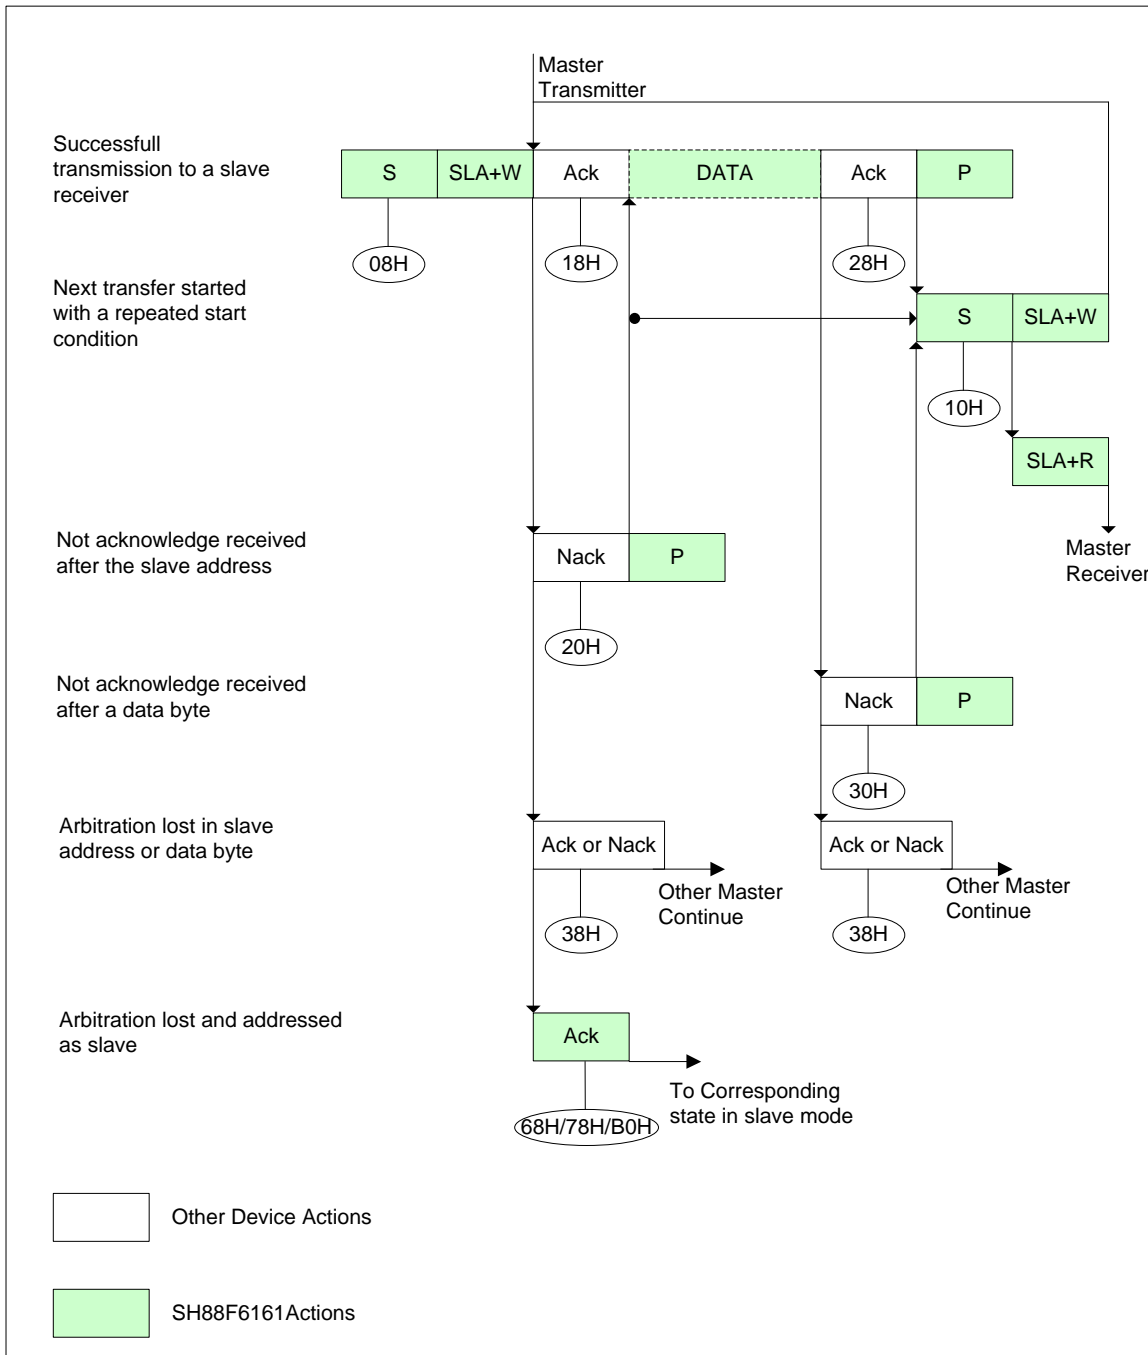 Master
Transmitter
Successfull
transmission to a slave
receiver
S
SLA+W
Ack
DATA
Ack
P
08H
18H
28H
Next transfer started
with a repeated start
condition
S
SLA+W
10H
SLA+R
Master
Receiver
Not acknowledge received
after the slave address
Nack
P
20H
Not acknowledge received
after a data byte
Nack
P
30H
Arbitration lost in slave
address or data byte
Ack or Nack
Other Master
Continue
38H
Ack or Nack
Other Master
Continue
38H
Arbitration lost and addressed
as slave
Ack
To Corresponding
state in slave mode
68H/78H/B0H
Other Device Actions
SH88F6161Actions